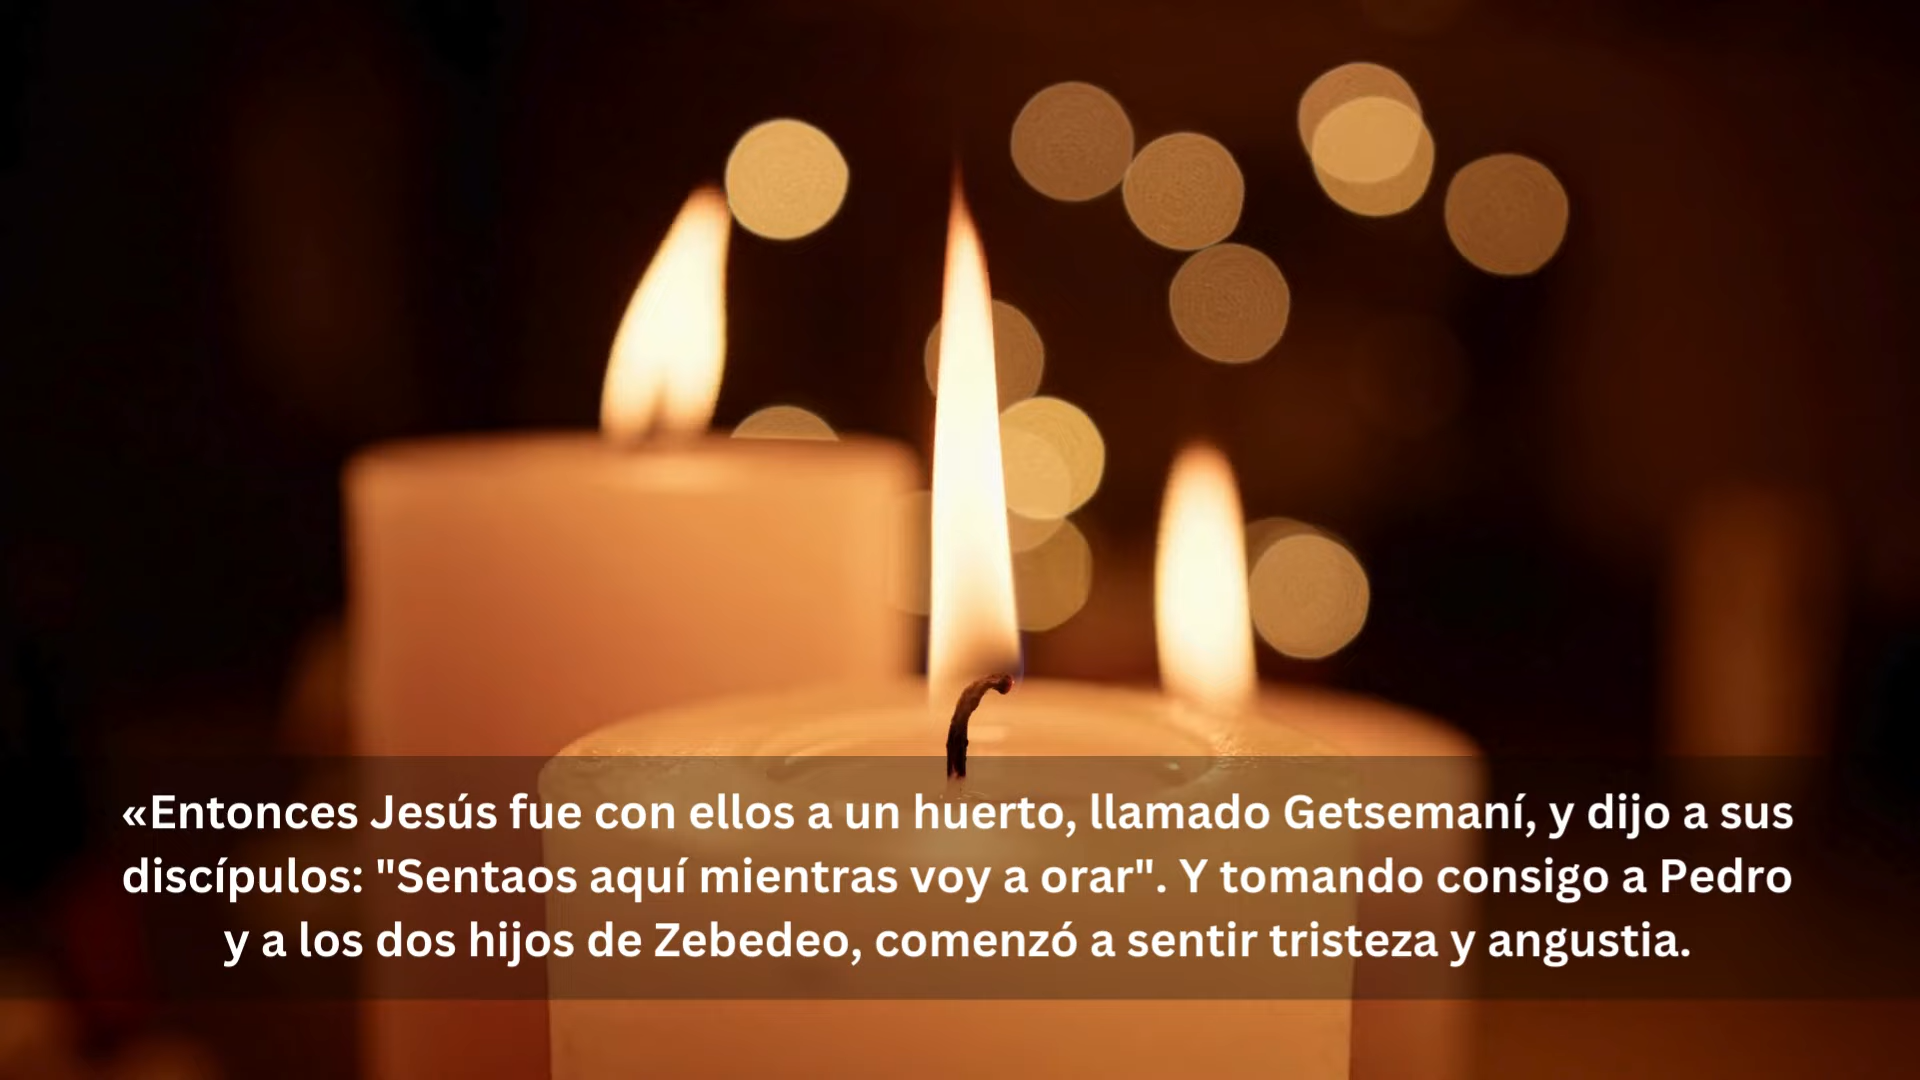 «Entonces Jesús fue con ellos a un huerto, llamado Getsemaní, y dijo a sus
discípulos: "Sentaos aquí mientras voy a orar". Y tomando consigo a Pedro
y a los dos hijos de Zebedeo, comenzó a sentir tristeza y angustia.